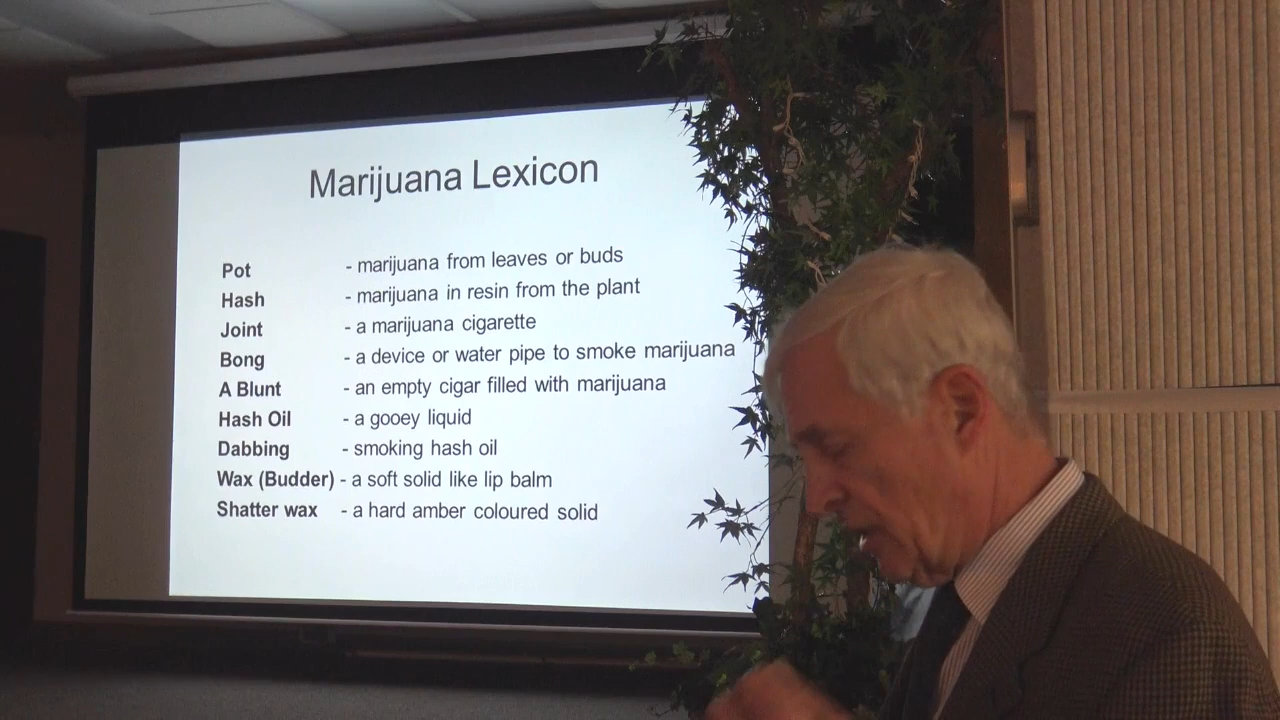 Marijuana Lexicon
Pot - marijuana from leaves or buds
Hash - marijuana in resin from the plant
Joint - a marijuana cigarette
Bong - a device or water pipe to smoke marijuana
A Blunt - an empty cigar filled with marijuana
Hash Oil - a gooey liquid
Dabbing - smoking hash oil
Wax (Budder) - a soft solid like lip balm
Shatter wax - a hard amber coloured solid